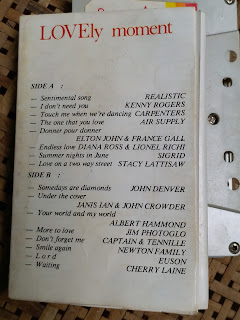 LOVEly moment
SIDE A :
— Sentimental song REALISTIC
— I don't need you KENNY ROGERS
— Touch me when we're dancing CARPENTERS
— The one that you love AIR SUPPLY
— Donner pour donner
ELTON JOHN & FRANCE GALL
— Endless love DIANA ROSS & LIONEL RICHI
— Summer nights in June SIGRID
— Love on a two way street STACY LATTISAW
SIDE B :
— Somedays are diamonds JOHN DENVER
— Under the cover
JANIS IAN & JOHN CROWDER
— Your world and my world
ALBERT HAMMOND
— More to love JIM PHOTOGLO
— Don't forget me CAPTAIN & TENNILLE
— Smile again NEWTON FAMILY
— Lord EUSON
— Waiting CHERRY LAINE